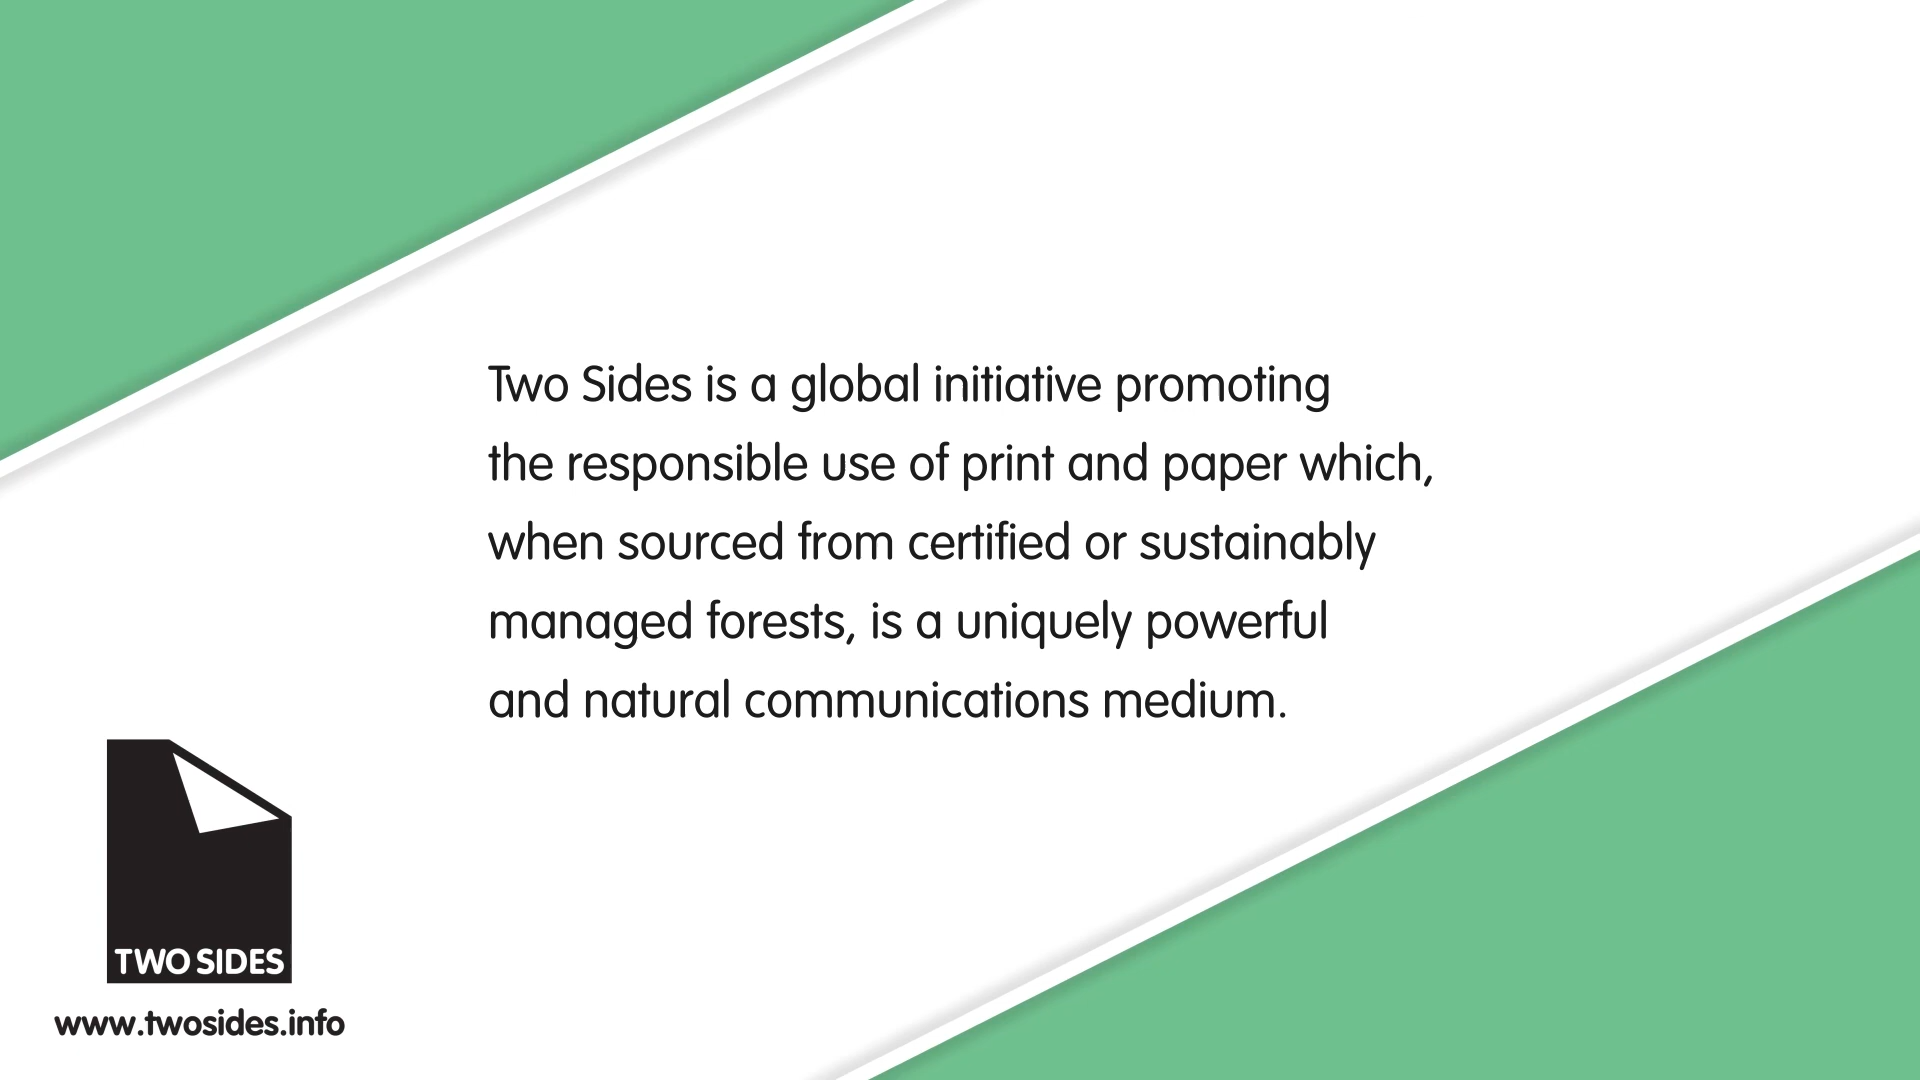 Two Sides is a global initiative promoting
the responsible use of print and paper which,
when sourced from certified or sustainably
managed forests, is a uniquely powerful
and natural communications medium.
TWO SIDES
www.twosides.info